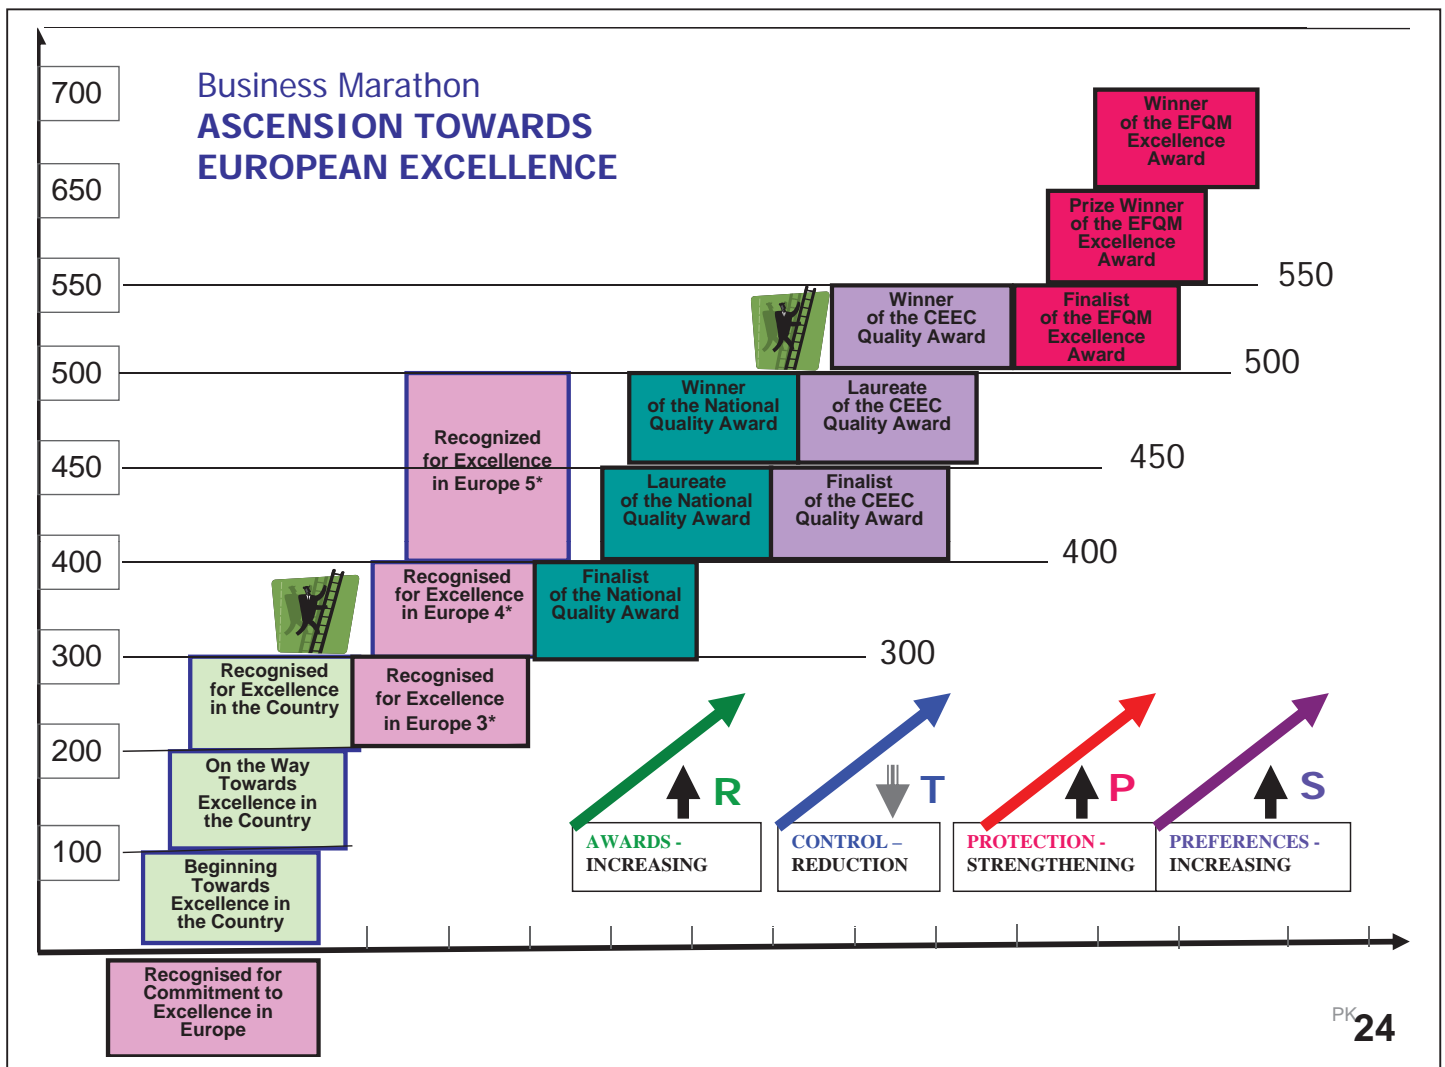 Business Marathon
ASCENSION TOWARDS
EUROPEAN EXCELLENCE
700
650
550
500
450
400
300
200
100
Winner
of the EFQM
Excellence
Award
Prize Winner
of the EFQM
Excellence
Award
550
Winner
of the CEEC
Quality Award
Finalist
of the EFQM
Excellence
Award
500
Recognized
for Excellence
in Europe 5*
Winner
of the National
Quality Award
Laureate
of the CEEC
Quality Award
450
Laureate
of the National
Quality Award
Finalist
of the CEEC
Quality Award
400
Recognised
for Excellence
in Europe 4*
Finalist
of the National
Quality Award
300
Recognised
for Excellence
in the Country
Recognised
for Excellence
in Europe 3*
On the Way
Towards
Excellence in
the Country
Beginning
Towards
Excellence in
the Country
Recognised for
Commitment to
Excellence in
Europe
R
AWARDS -
INCREASING
T
CONTROL –
REDUCTION
P
PROTECTION -
STRENGTHENING
S
PREFERENCES -
INCREASING
PK
24